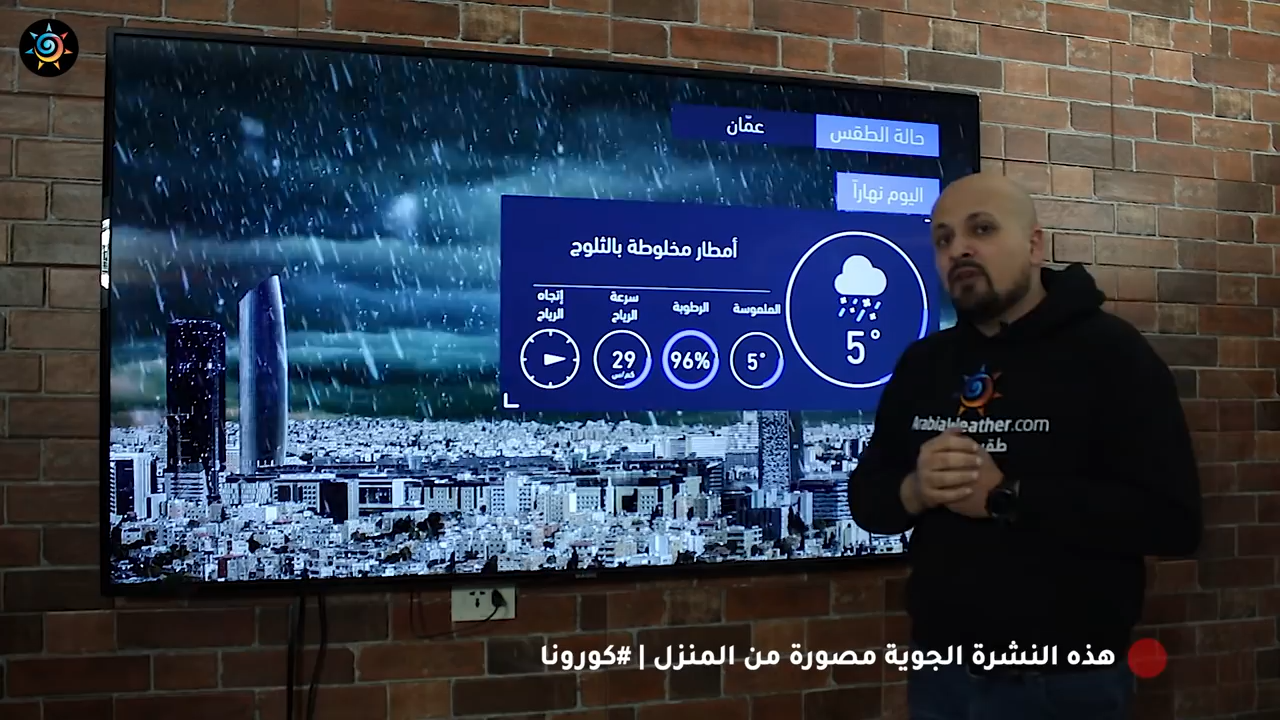 حالة الطقس
عمّان
اليوم نهاراً
أمطار مخلوطة بالثلوج
5°
الملموسة
5°
الرطوبة
96%
سرعة
الرياح
29
كم/س
إتجاه
الرياح
ArabiaWeather.com
هذه النشرة الجوية مصورة من المنزل | #كورونا